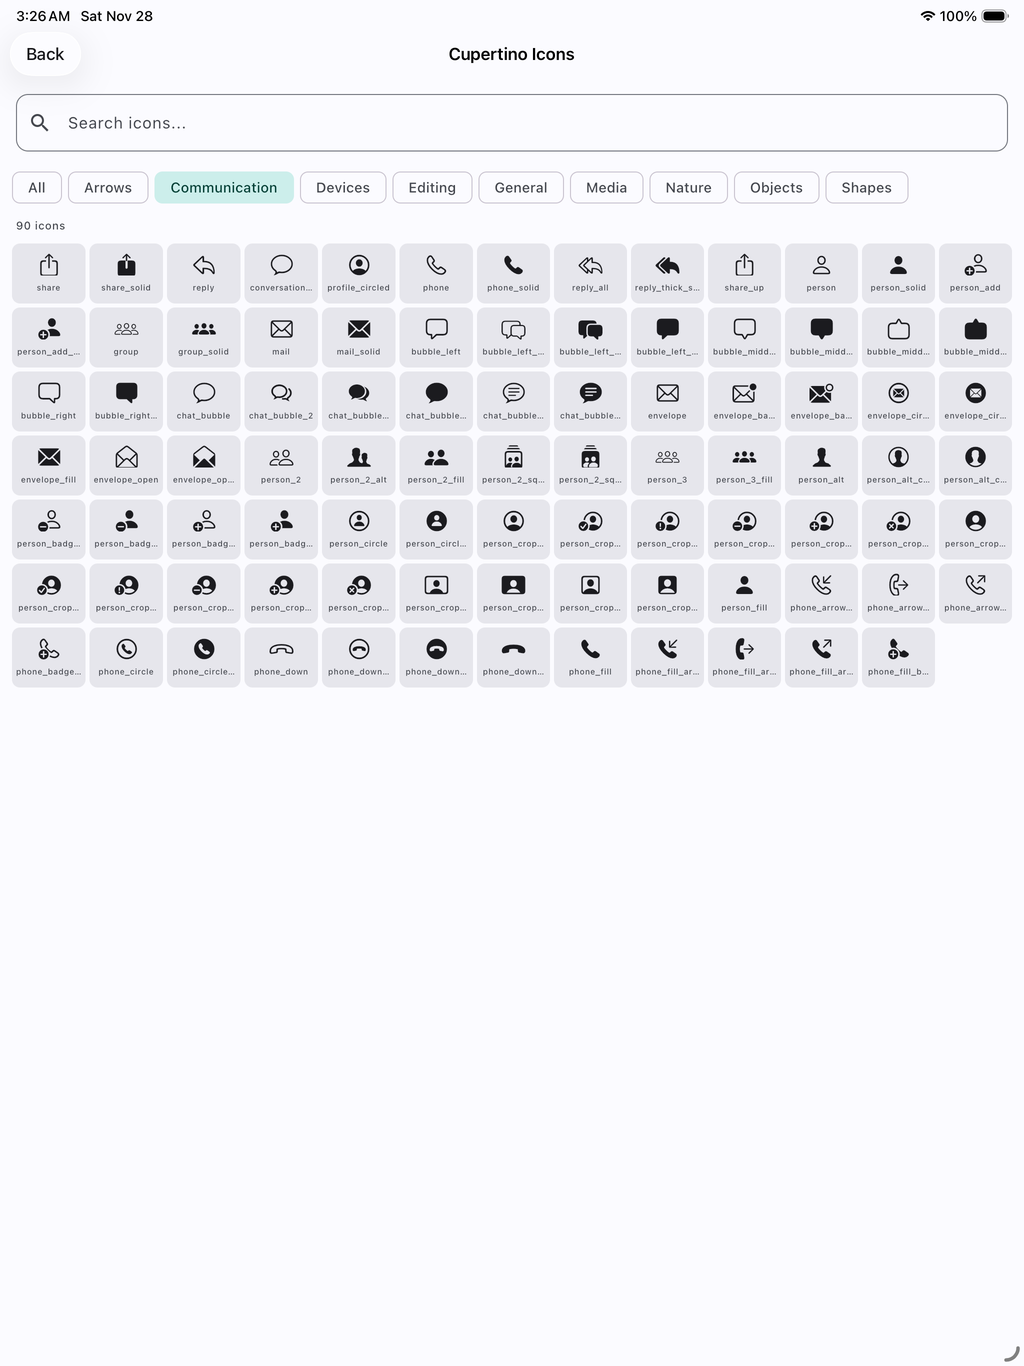 3:26 AM Sat Nov 28 100%
Back Cupertino Icons
Search icons...
All Arrows Communication Devices Editing General Media Nature Objects Shapes
90 icons
share share_solid reply conversation... profile_circled phone phone_solid reply_all reply_thick_s... share_up person person_solid person_add
person_add_... group group_solid mail mail_solid bubble_left bubble_left_... bubble_left_... bubble_left_... bubble_midd... bubble_midd... bubble_midd... bubble_midd...
bubble_right bubble_right... chat_bubble chat_bubble_2 chat_bubble... chat_bubble... chat_bubble... chat_bubble... envelope envelope_ba... envelope_ba... envelope_cir... envelope_cir...
envelope_fill envelope_open envelope_op... person_2 person_2_alt person_2_fill person_2_sq... person_2_sq... person_3 person_3_fill person_alt person_alt_c... person_alt_c...
person_badg... person_badg... person_badg... person_badg... person_circle person_circl... person_crop... person_crop... person_crop... person_crop... person_crop... person_crop... person_crop...
person_crop... person_crop... person_crop... person_crop... person_crop... person_crop... person_crop... person_crop... person_crop... person_fill phone_arrow... phone_arrow... phone_arrow...
phone_badge... phone_circle phone_circle... phone_down phone_down... phone_down... phone_down... phone_fill phone_fill_ar... phone_fill_ar... phone_fill_ar... phone_fill_b...